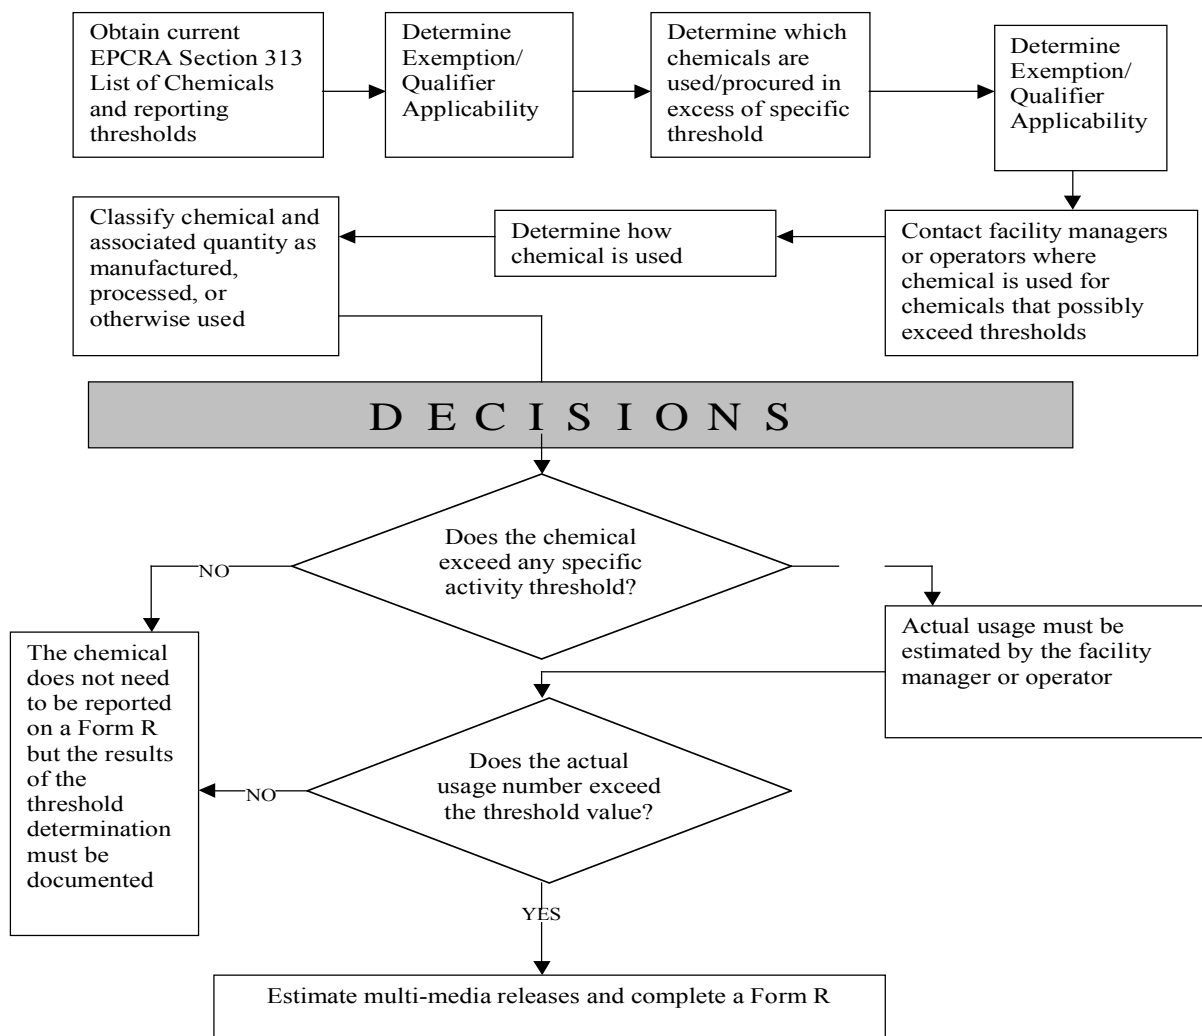 Obtain current
EPCRA Section 313
List of Chemicals
and reporting
thresholds
Determine
Exemption/
Qualifier
Applicability
Determine which
chemicals are
used/procured in
excess of specific
threshold
Determine
Exemption/
Qualifier
Applicability
Contact facility managers
or operators where
chemical is used for
chemicals that possibly
exceed thresholds
Determine how
chemical is used
Classify chemical and
associated quantity as
manufactured,
processed, or
otherwise used
D E C I S I O N S
Does the chemical
exceed any specific
activity threshold?
NO
Actual usage must be
estimated by the facility
manager or operator
The chemical
does not need
to be reported
on a Form R
but the results
of the
threshold
determination
must be
documented
Does the actual
usage number exceed
the threshold value?
NO
YES
Estimate multi-media releases and complete a Form R